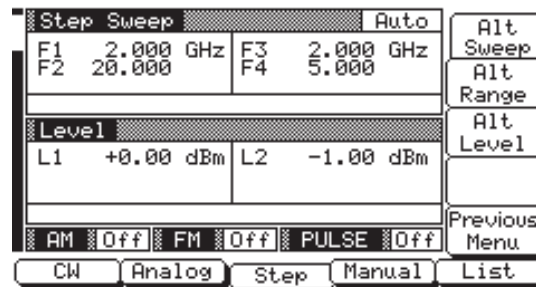 Step Sweep Auto
F1 2.000 GHz F3 2.000 GHz
F2 20.000 F4 5.000
Level
L1 +0.00 dBm L2 -1.00 dBm
AM Off FM Off PULSE Off
Alt Sweep
Alt Range
Alt Level
Previous Menu
CW Analog Step Manual List